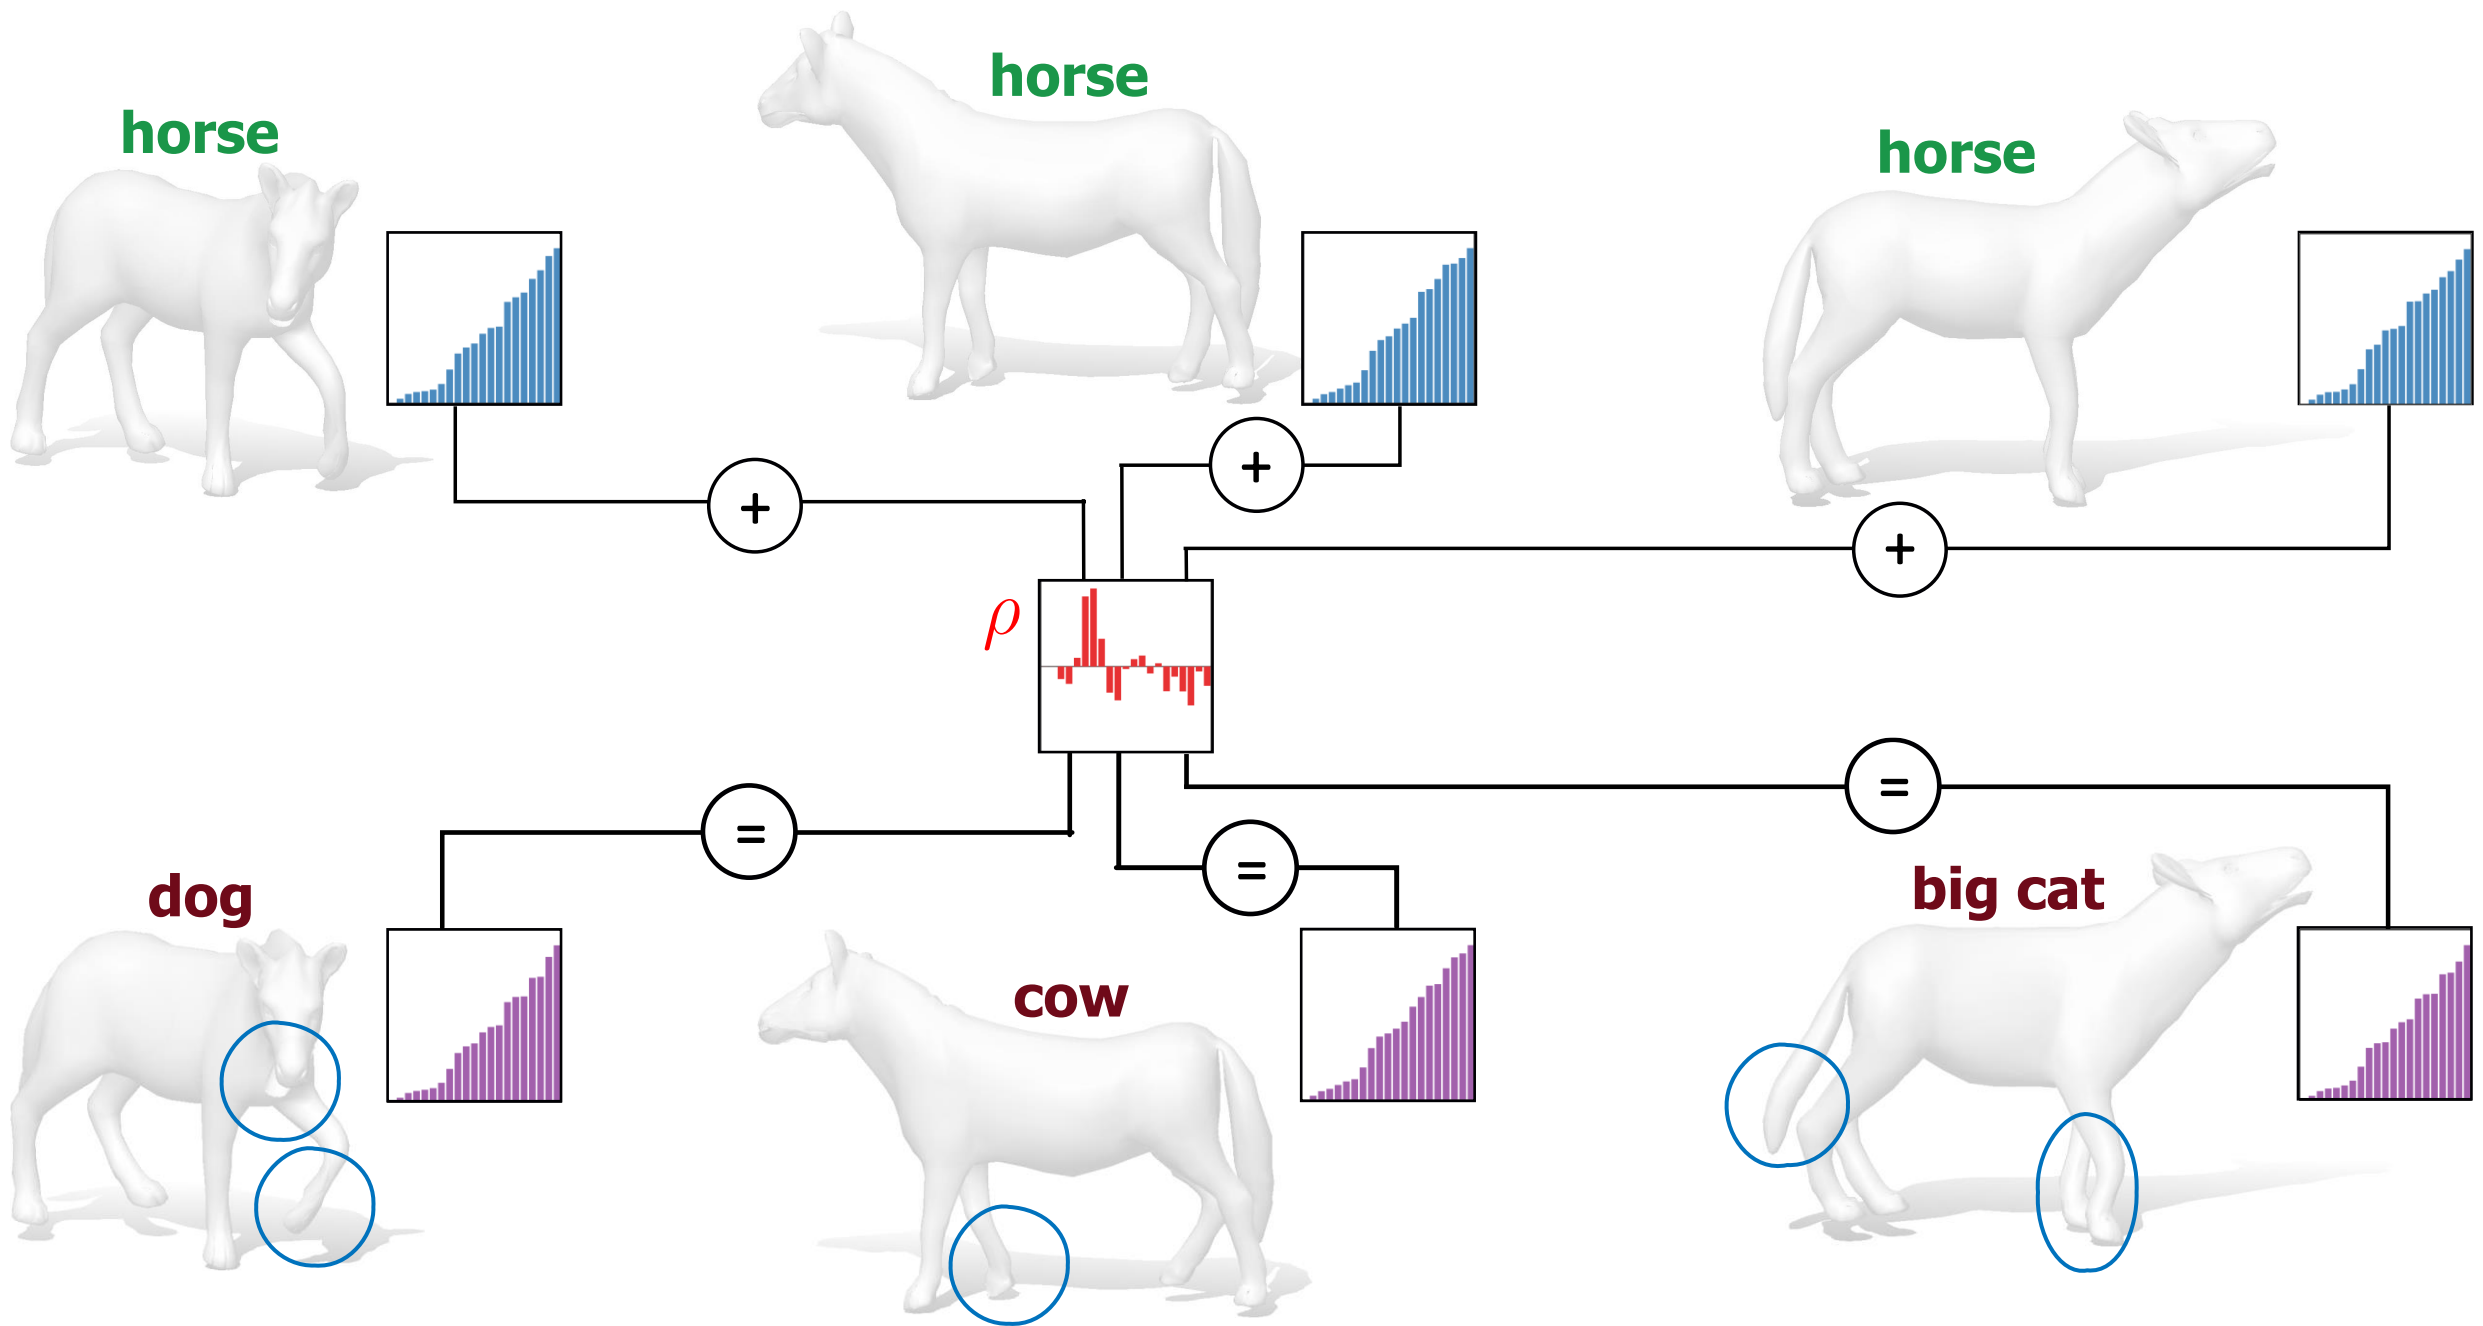 horse
horse
horse
+
+
+
ρ
=
=
=
dog
cow
big cat